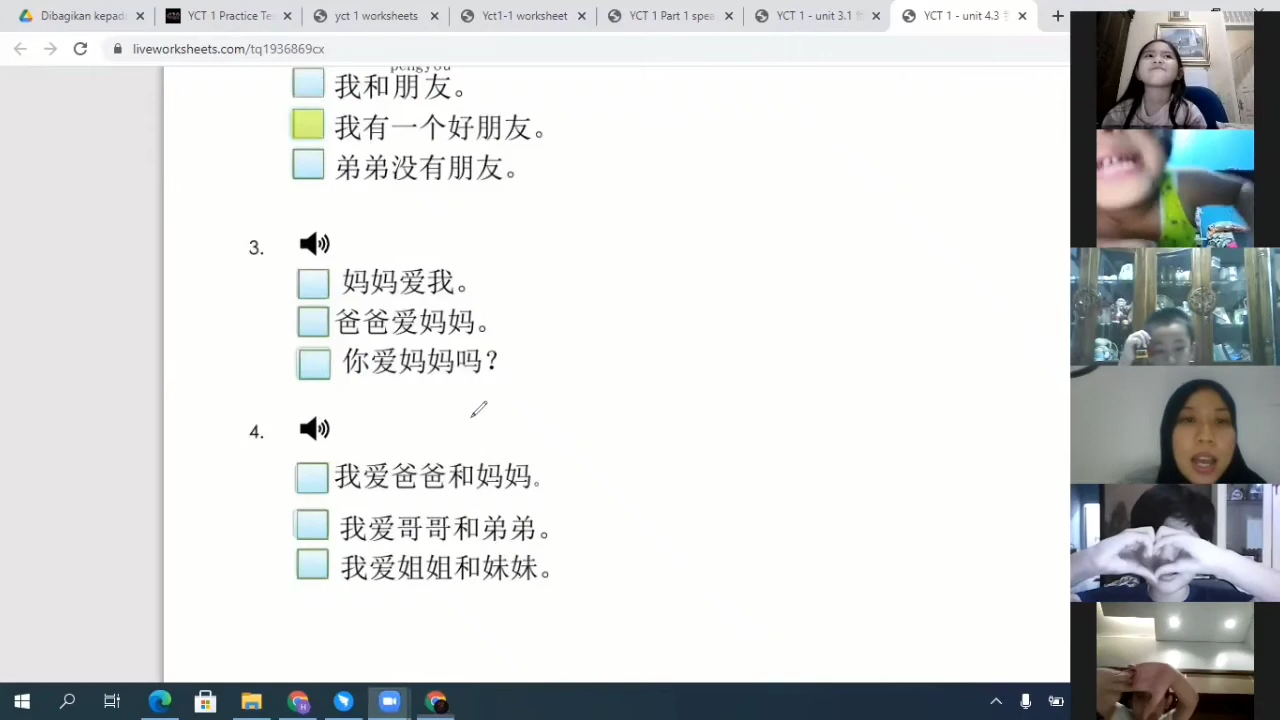 Dibagikan kepad
YCT 1 Practice Te
yct 1 worksheets
Yct1-1 worksheet
YCT 1 Part 1 spea
YCT 1 - unit 3.1
YCT 1 - unit 4.3
liveworksheets.com/tq1936869cx
pengyou
我和朋友。
我有一个好朋友。
弟弟没有朋友。
3.
妈妈爱我。
爸爸爱妈妈。
你爱妈妈吗？
4.
我爱爸爸和妈妈。
我爱哥哥和弟弟。
我爱姐姐和妹妹。